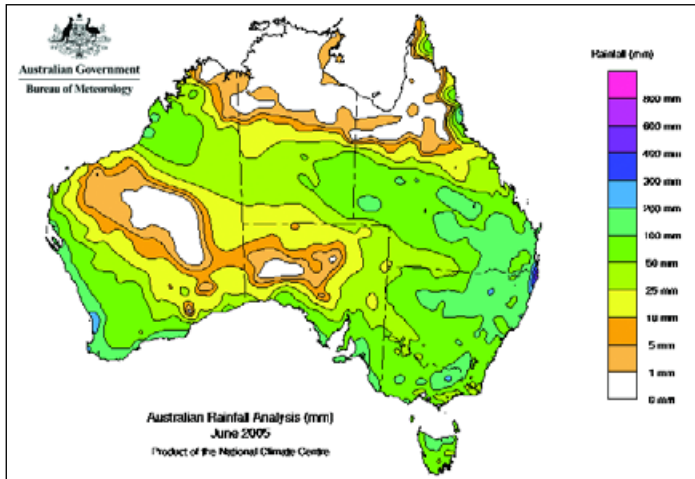 Australian Government
Bureau of Meteorology
Rainfall (mm)
800 mm
600 mm
400 mm
300 mm
200 mm
100 mm
50 mm
25 mm
10 mm
5 mm
1 mm
0 mm
Australian Rainfall Analysis (mm)
June 2005
Product of the National Climate Centre